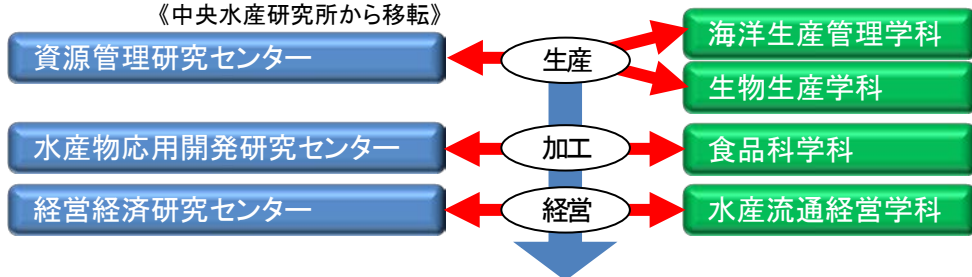 《中央水産研究所から移転》
資源管理研究センター
生産
海洋生産管理学科
生物生産学科
水産物応用開発研究センター
加工
食品科学科
経営経済研究センター
経営
水産流通経営学科